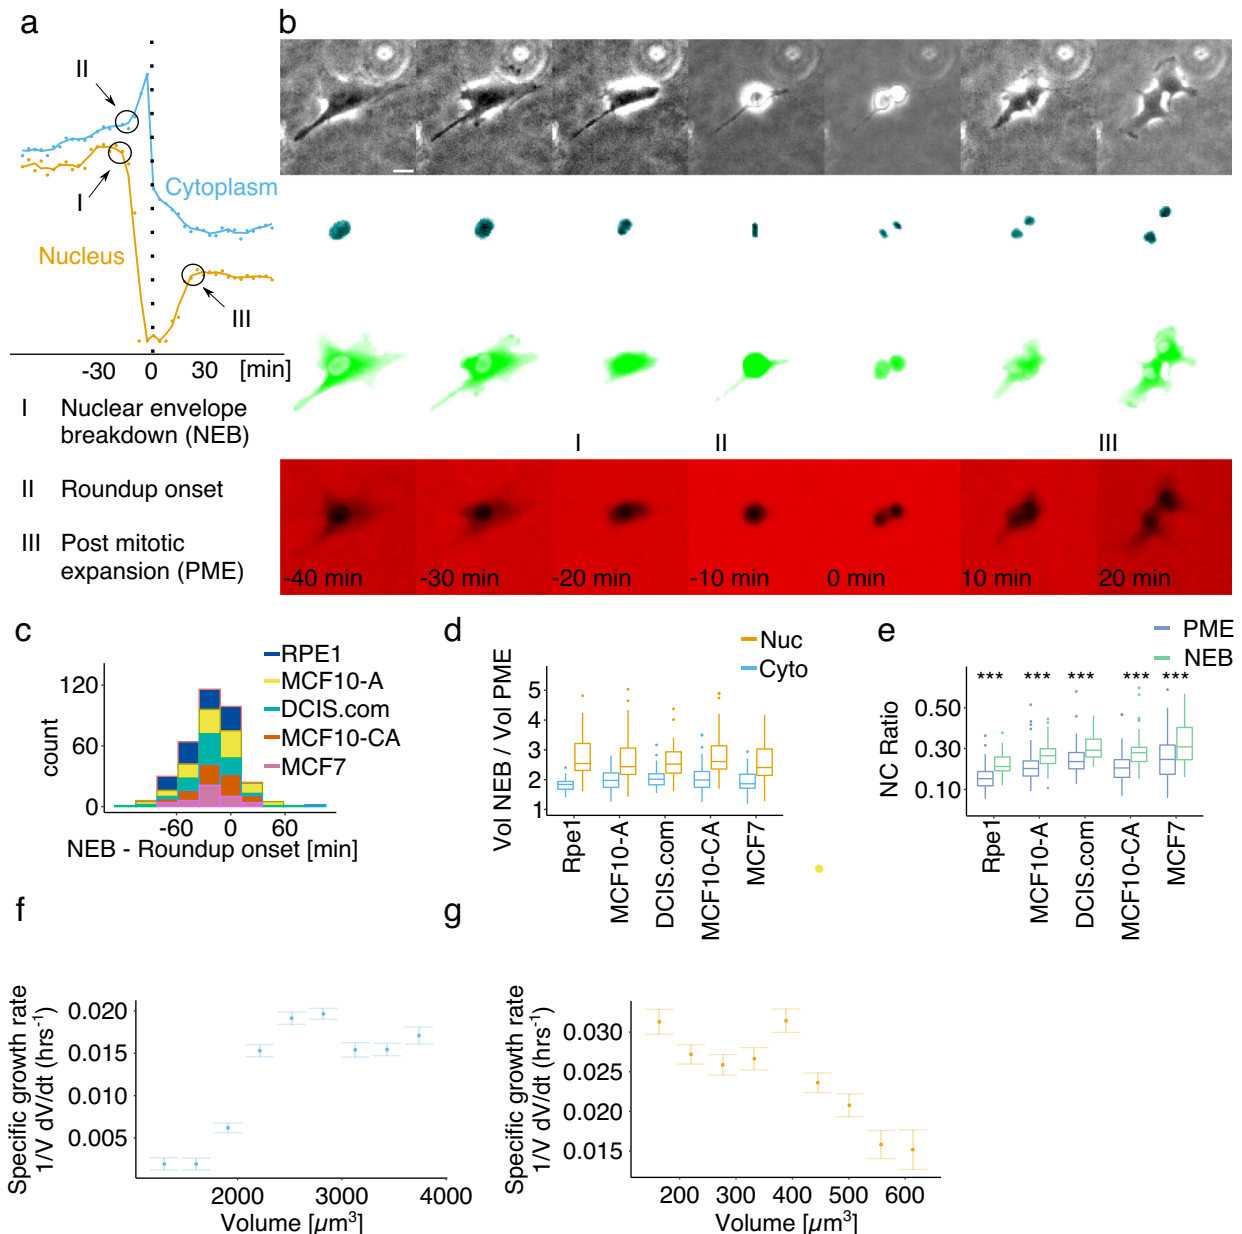 a
II
I
Cytoplasm
Nucleus
III
-30 0 30 [min]
I Nuclear envelope
breakdown (NEB)
II Roundup onset
III Post mitotic
expansion (PME)
b
I II III
-40 min -30 min -20 min -10 min 0 min 10 min 20 min
c
RPE1
MCF10-A
DCIS.com
MCF10-CA
MCF7
120
60
0
count
-60 0 60
NEB - Roundup onset [min]
d
Nuc
Cyto
Vol NEB / Vol PME
5
4
3
2
1
Rpe1
MCF10-A
DCIS.com
MCF10-CA
MCF7
e
PME
NEB
*** *** *** *** ***
NC Ratio
0.50
0.30
0.10
Rpe1
MCF10-A
DCIS.com
MCF10-CA
MCF7
f
Specific growth rate
1/V dV/dt (hrs⁻¹)
0.020
0.015
0.010
0.005
2000 3000 4000
Volume [μm³]
g
Specific growth rate
1/V dV/dt (hrs⁻¹)
0.030
0.025
0.020
0.015
200 300 400 500 600
Volume [μm³]